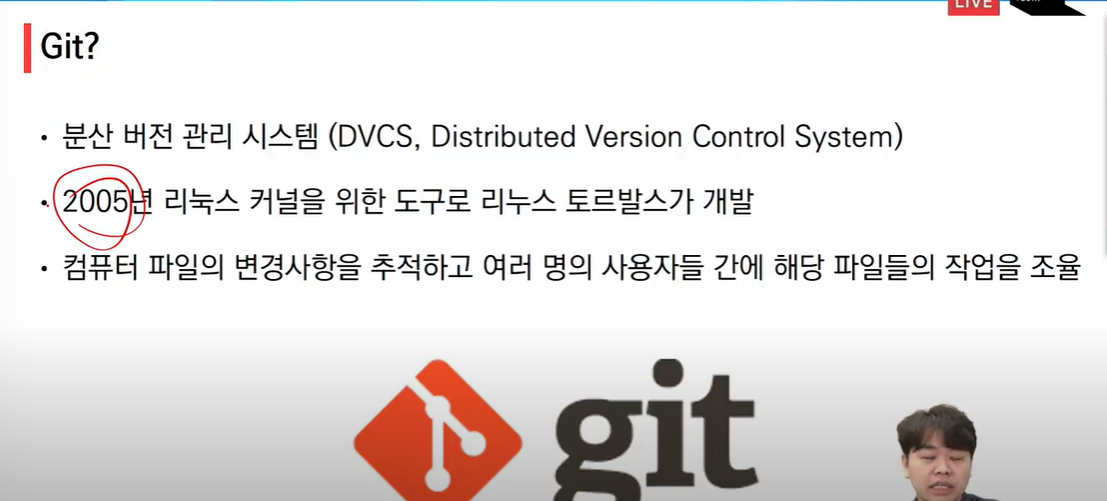 LIVE
Git?
• 분산 버전 관리 시스템 (DVCS, Distributed Version Control System)
• 2005년 리눅스 커널을 위한 도구로 리누스 토르발스가 개발
• 컴퓨터 파일의 변경사항을 추적하고 여러 명의 사용자들 간에 해당 파일들의 작업을 조율
git